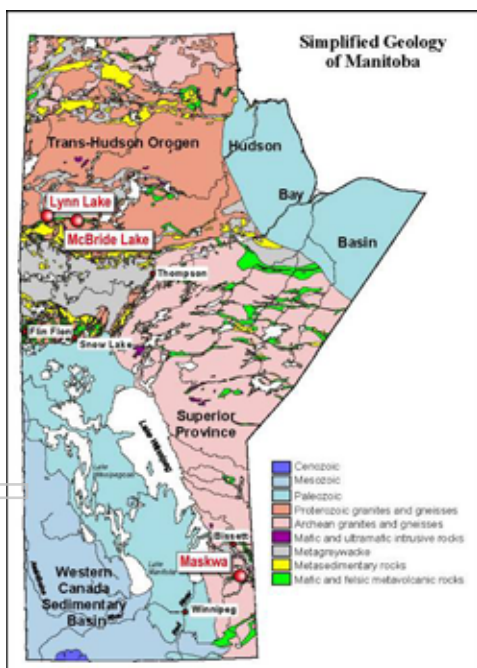 Simplified Geology
of Manitoba
Trans-Hudson Orogen
Hudson
Bay
Basin
Lynn Lake
McBride Lake
Thompson
Flin Flon
Snow Lake
Superior
Province
Lake Winnipeg
Cenozoic
Mesozoic
Paleozoic
Proterozoic granites and gneisses
Archean granites and gneisses
Mafic and ultramafic intrusive rocks
Metagreywacke
Metasedimentary rocks
Mafic and felsic metavolcanic rocks
Bissett
Maskwa
Lake Manitoba
Western
Canada
Sedimentary
Basin
Winnipeg